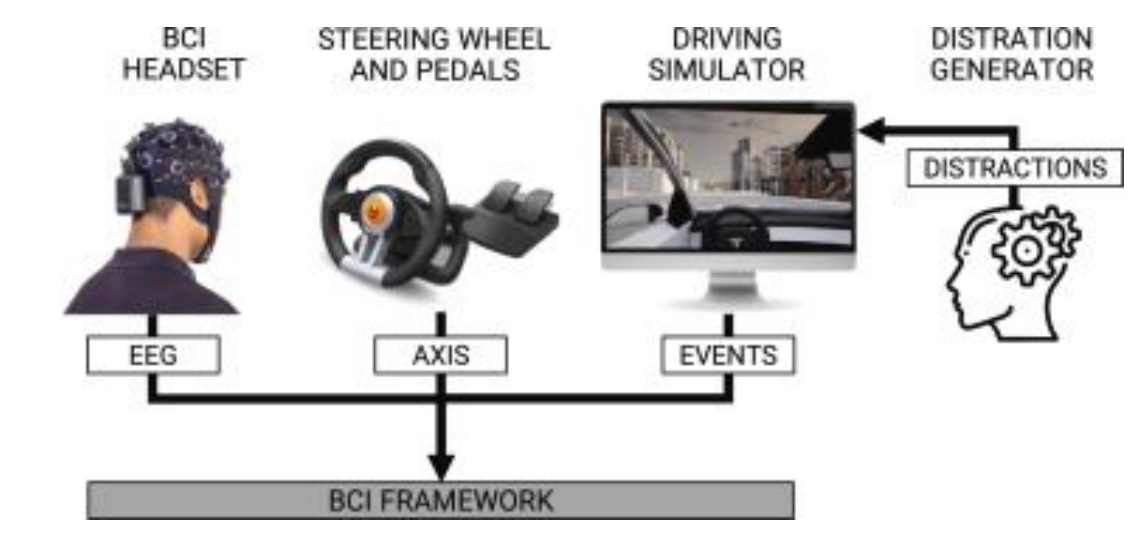 BCI
HEADSET
STEERING WHEEL
AND PEDALS
DRIVING
SIMULATOR
DISTRATION
GENERATOR
DISTRACTIONS
EEG
AXIS
EVENTS
BCI FRAMEWORK